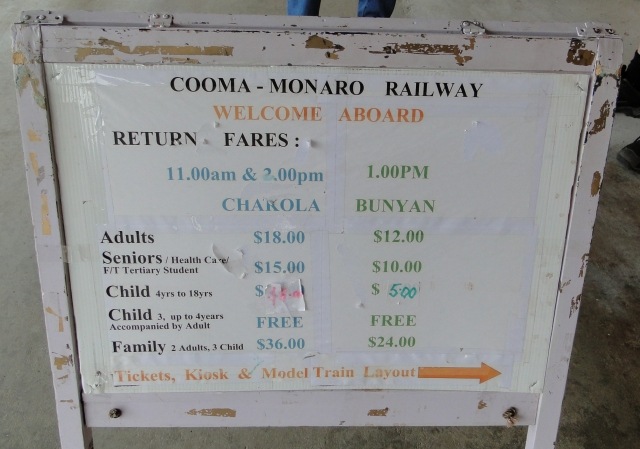 COOMA - MONARO RAILWAY
WELCOME ABOARD
RETURN FARES :
11.00am & 2.00pm 1.00PM
CHAKOLA BUNYAN
Adults $18.00 $12.00
Seniors / Health Care/ F/T Tertiary Student $15.00 $10.00
Child 4yrs to 18yrs $ $ 5.00
Child 3, up to 4years Accompanied by Adult FREE FREE
Family 2 Adults, 3 Child $36.00 $24.00
Tickets, Kiosk & Model Train Layout